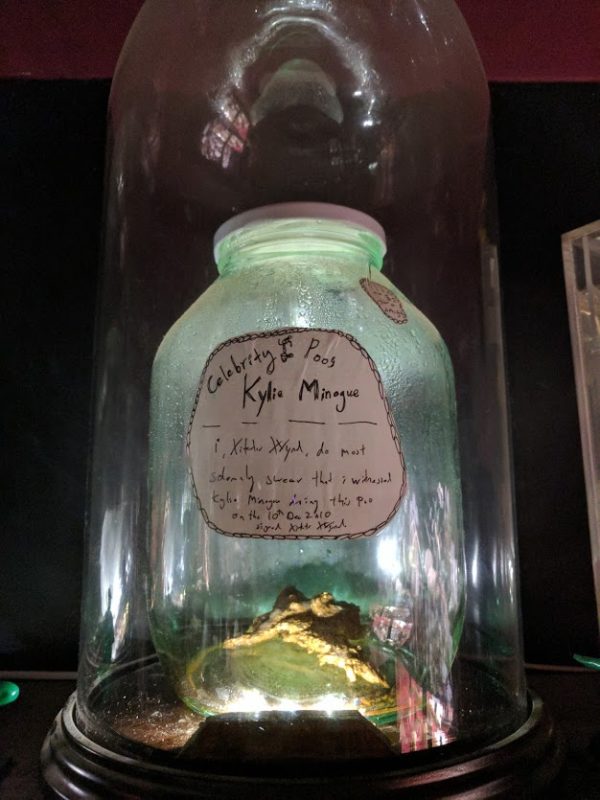 Celebrity Poos
Kylie Minogue
i, do most
solemnly swear that i witnessed
Kylie Minogue doing this Poo
on the 10th Dec 2010
signed